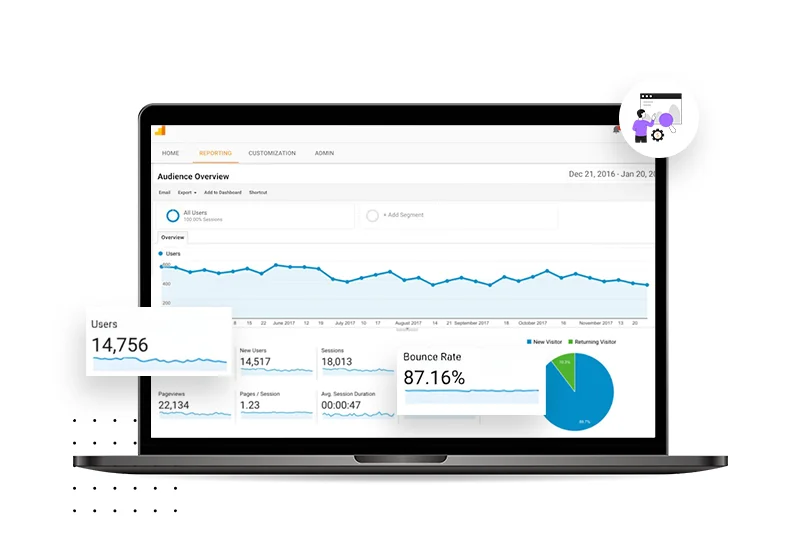 HOME REPORTING CUSTOMIZATION ADMIN
Audience Overview
Dec 21, 2016 - Jan 20, 20
Email Export Add to Dashboard Shortcut
All Users
100.00% Sessions
+ Add Segment
Overview
Users
600
400
200
8 15 22 June 2017 12 16 July 2017 10 17 August 2017 14 21 September 2017 18 October 2017 16 November 2017 13 20
Users
14,756
New Users
14,517
Sessions
18,013
Bounce Rate
87.16%
New Visitor Returning Visitor
Pageviews
22,134
Pages / Session
1.23
Avg. Session Duration
00:00:47